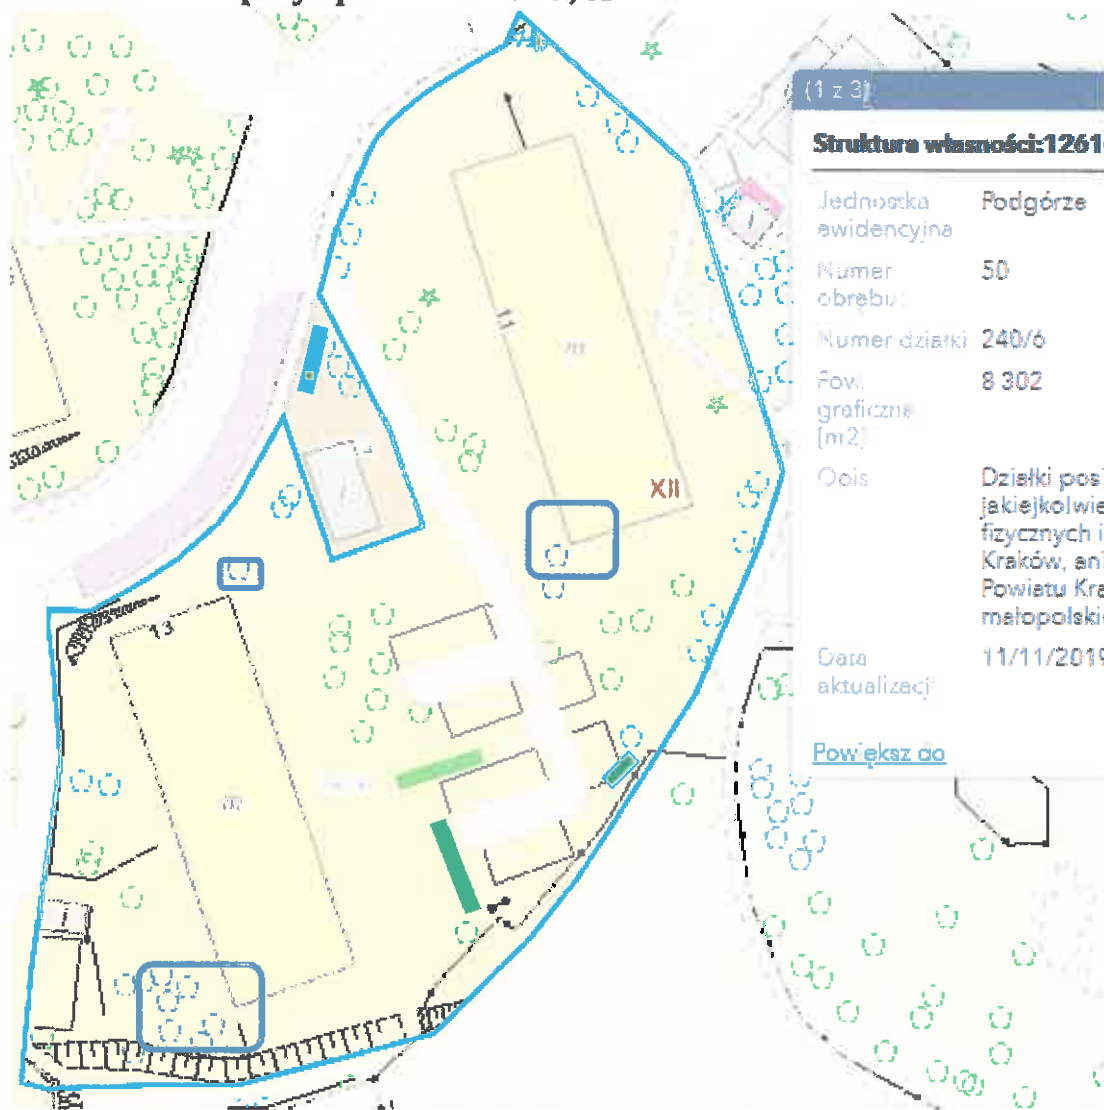 (1 z 3)
Struktura własności:1261
Jednostka ewidencyjna Podgórze
Numer obrębu 50
Numer działki 240/6
Pow. graficzna [m2] 8 302
Opis Działki pos
jakiejkolwie
fizycznych i
Kraków, an
Powiatu Kra
małopolski
Data aktualizacji 11/11/2019
Powiększ do
11
m
XII
13
m